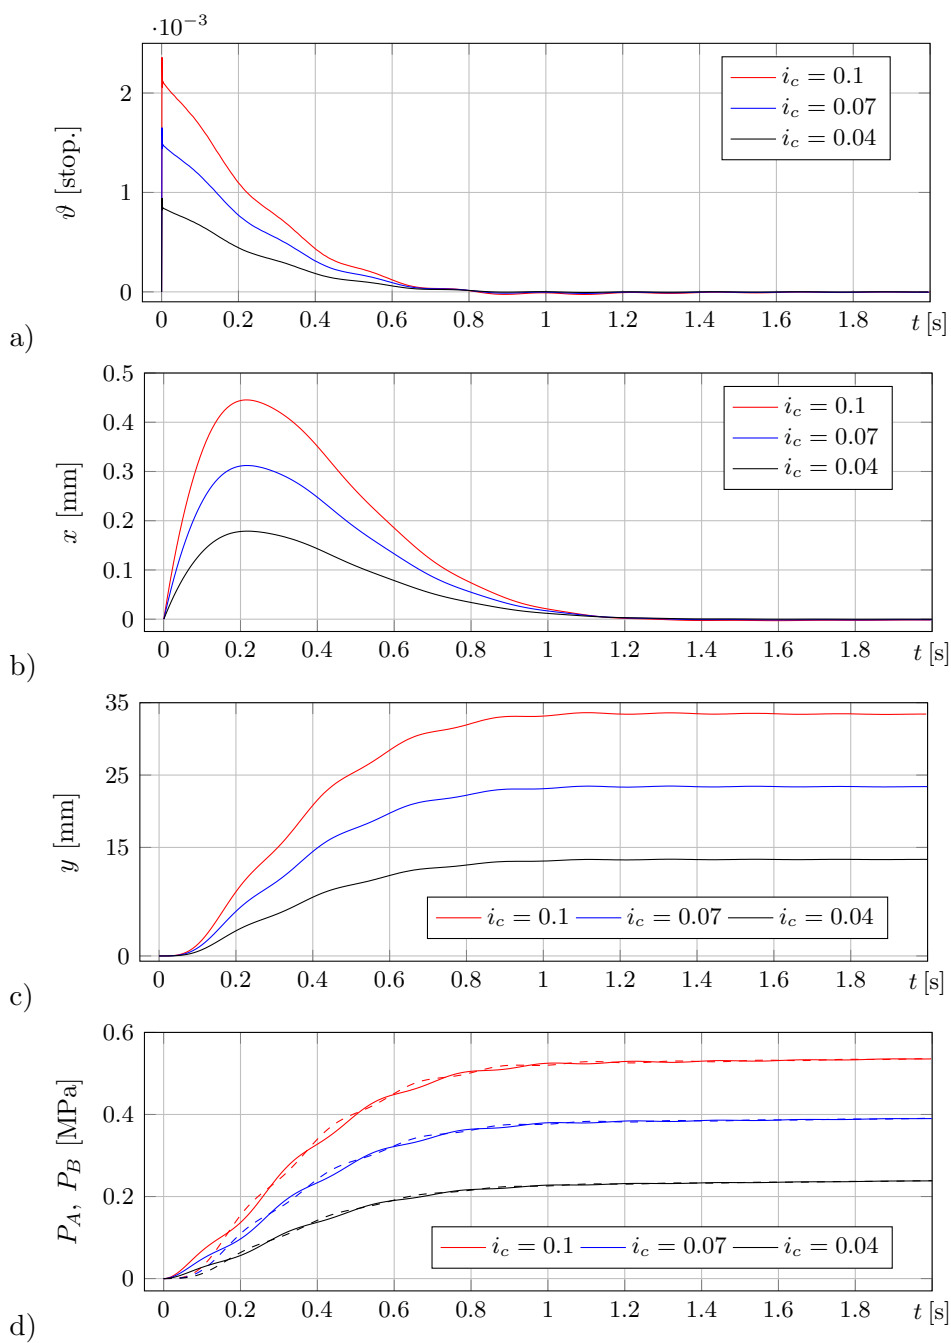 ·10⁻³
ϑ [stop.]
2
1
0
i_c = 0.1
i_c = 0.07
i_c = 0.04
0 0.2 0.4 0.6 0.8 1 1.2 1.4 1.6 1.8 t [s]
a)
x [mm]
0.5
0.4
0.3
0.2
0.1
0
i_c = 0.1
i_c = 0.07
i_c = 0.04
0 0.2 0.4 0.6 0.8 1 1.2 1.4 1.6 1.8 t [s]
b)
y [mm]
35
25
15
0
i_c = 0.1 i_c = 0.07 i_c = 0.04
0 0.2 0.4 0.6 0.8 1 1.2 1.4 1.6 1.8 t [s]
c)
P_A, P_B [MPa]
0.6
0.4
0.2
0
i_c = 0.1 i_c = 0.07 i_c = 0.04
0 0.2 0.4 0.6 0.8 1 1.2 1.4 1.6 1.8 t [s]
d)